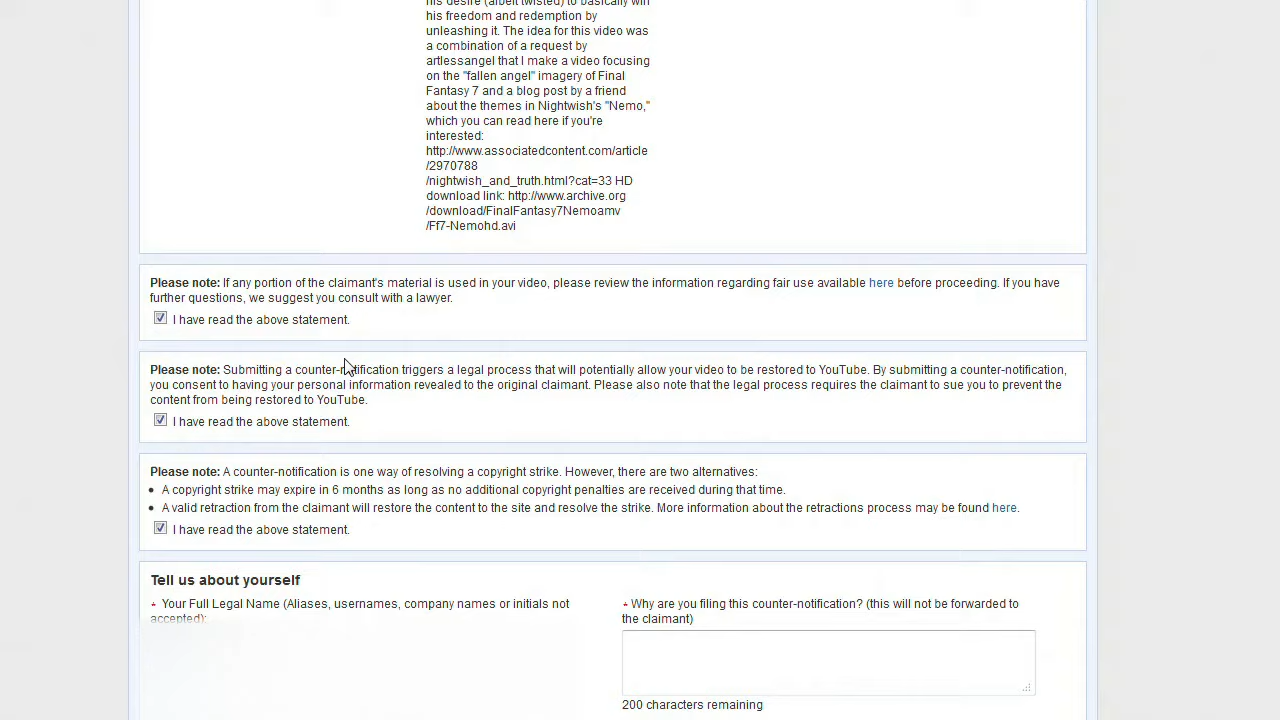 his desire (albeit twisted) to basically win
his freedom and redemption by
unleashing it. The idea for this video was
a combination of a request by
artlessangel that I make a video focusing
on the "fallen angel" imagery of Final
Fantasy 7 and a blog post by a friend
about the themes in Nightwish's "Nemo,"
which you can read here if you're
interested:
http://www.associatedcontent.com/article
/2970788
/nightwish_and_truth.html?cat=33 HD
download link: http://www.archive.org
/download/FinalFantasy7Nemoamv
/Ff7-Nemohd.avi
Please note: If any portion of the claimant's material is used in your video, please review the information regarding fair use available here before proceeding. If you have
further questions, we suggest you consult with a lawyer.
I have read the above statement.
Please note: Submitting a counter-notification triggers a legal process that will potentially allow your video to be restored to YouTube. By submitting a counter-notification,
you consent to having your personal information revealed to the original claimant. Please also note that the legal process requires the claimant to sue you to prevent the
content from being restored to YouTube.
I have read the above statement.
Please note: A counter-notification is one way of resolving a copyright strike. However, there are two alternatives:
• A copyright strike may expire in 6 months as long as no additional copyright penalties are received during that time.
• A valid retraction from the claimant will restore the content to the site and resolve the strike. More information about the retractions process may be found here.
I have read the above statement.
Tell us about yourself
* Your Full Legal Name (Aliases, usernames, company names or initials not
accepted):
* Why are you filing this counter-notification? (this will not be forwarded to
the claimant)
200 characters remaining